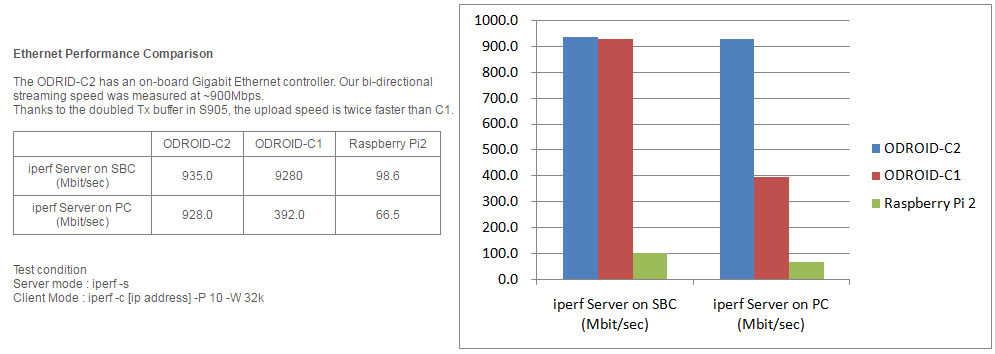 Ethernet Performance Comparison
The ODRID-C2 has an on-board Gigabit Ethernet controller. Our bi-directional
streaming speed was measured at ~900Mbps.
Thanks to the doubled Tx buffer in S905, the upload speed is twice faster than C1.
ODROID-C2 ODROID-C1 Raspberry Pi2
iperf Server on SBC
(Mbit/sec) 935.0 9280 98.6
iperf Server on PC
(Mbit/sec) 928.0 392.0 66.5
Test condition
Server mode : iperf -s
Client Mode : iperf -c [ip address] -P 10 -W 32k
1000.0
900.0
800.0
700.0
600.0
500.0
400.0
300.0
200.0
100.0
0.0
iperf Server on SBC
(Mbit/sec)
iperf Server on PC
(Mbit/sec)
ODROID-C2
ODROID-C1
Raspberry Pi 2